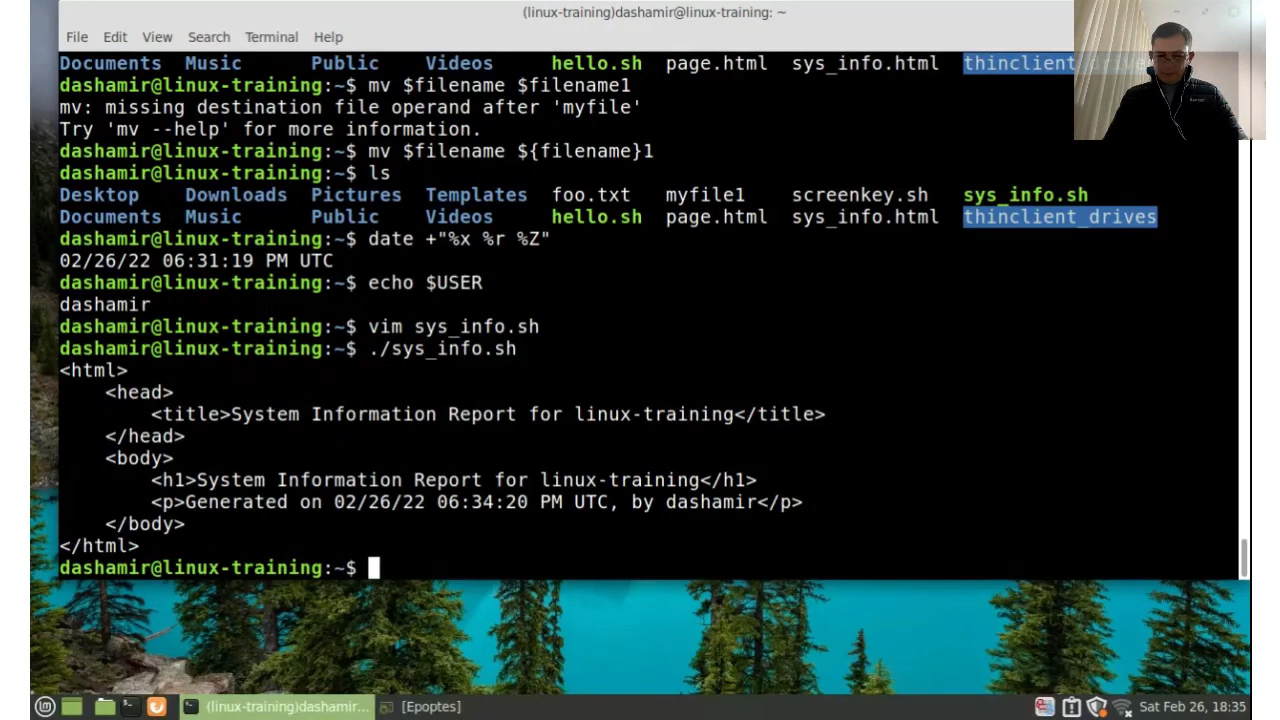 (linux-training)dashamir@linux-training: ~
File Edit View Search Terminal Help
Documents Music Public Videos hello.sh page.html sys_info.html thinclient_drives
dashamir@linux-training:~$ mv $filename $filename1
mv: missing destination file operand after 'myfile'
Try 'mv --help' for more information.
dashamir@linux-training:~$ mv $filename ${filename}1
dashamir@linux-training:~$ ls
Desktop Downloads Pictures Templates foo.txt myfile1 screenkey.sh sys_info.sh
Documents Music Public Videos hello.sh page.html sys_info.html thinclient_drives
dashamir@linux-training:~$ date +"%x %r %Z"
02/26/22 06:31:19 PM UTC
dashamir@linux-training:~$ echo $USER
dashamir
dashamir@linux-training:~$ vim sys_info.sh
dashamir@linux-training:~$ ./sys_info.sh
<html>
    <head>
        <title>System Information Report for linux-training</title>
    </head>
    <body>
        <h1>System Information Report for linux-training</h1>
        <p>Generated on 02/26/22 06:34:20 PM UTC, by dashamir</p>
    </body>
</html>
dashamir@linux-training:~$
(linux-training)dashamir... [Epoptes] Sat Feb 26, 18:35